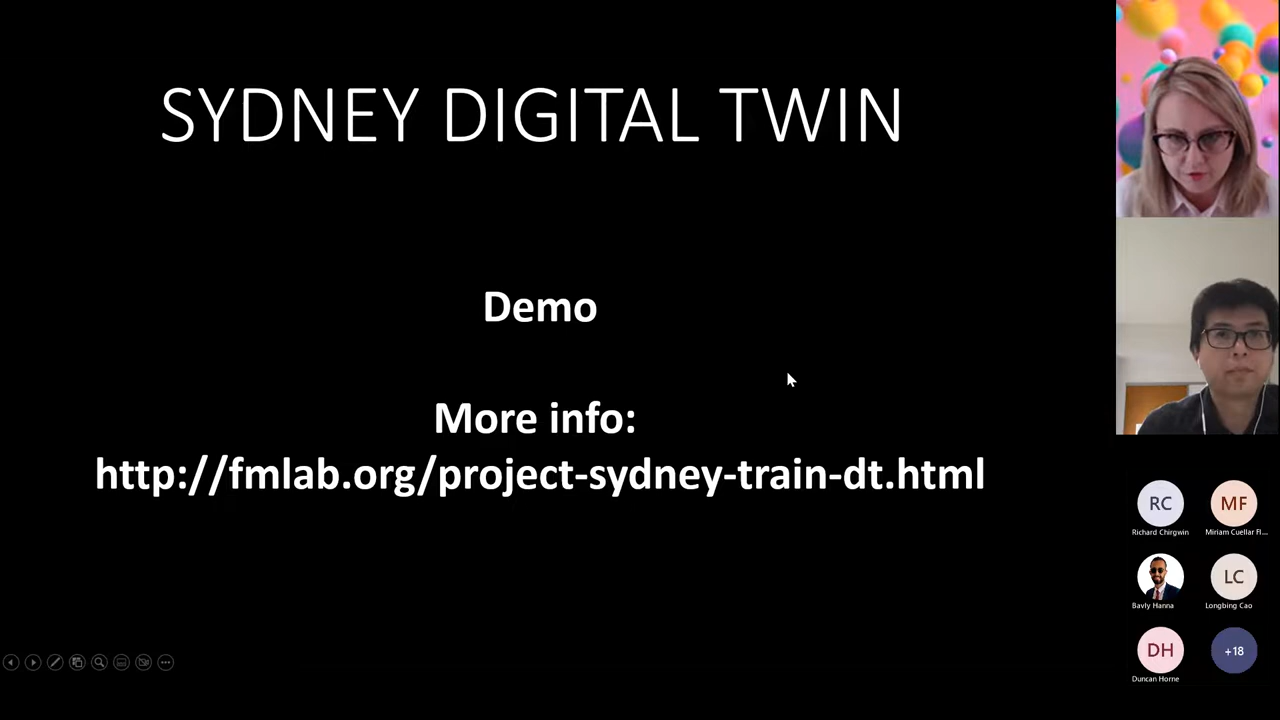 SYDNEY DIGITAL TWIN
Demo
More info:
http://fmlab.org/project-sydney-train-dt.html
RC
MF
Richard Chirgwin
Miriam Cuellar Fl...
LC
Bavly Hanna
Longbing Cao
DH
+18
Duncan Horne